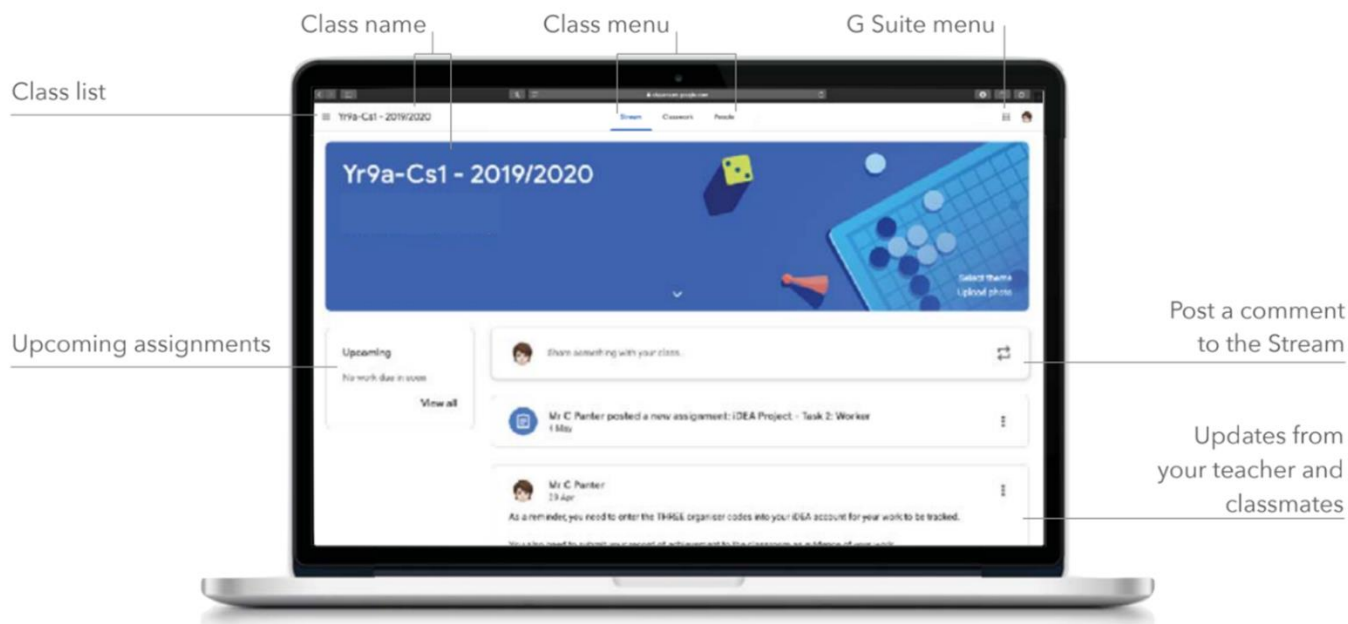 Class name
Class menu
G Suite menu
Class list
classroom.google.com
Yr9a-Cs1 - 2019/2020
Stream
Classwork
People
Yr9a-Cs1 - 2019/2020
Select theme
Upload photo
Post a comment
to the Stream
Upcoming assignments
Upcoming
No work due in soon
View all
Share something with your class…
Mr C Panter posted a new assignment: iDEA Project - Task 2: Worker
Updates from
your teacher and
classmates
Mr C Panter
As a reminder, you need to enter the THREE organiser codes into your iDEA account for your work to be tracked.